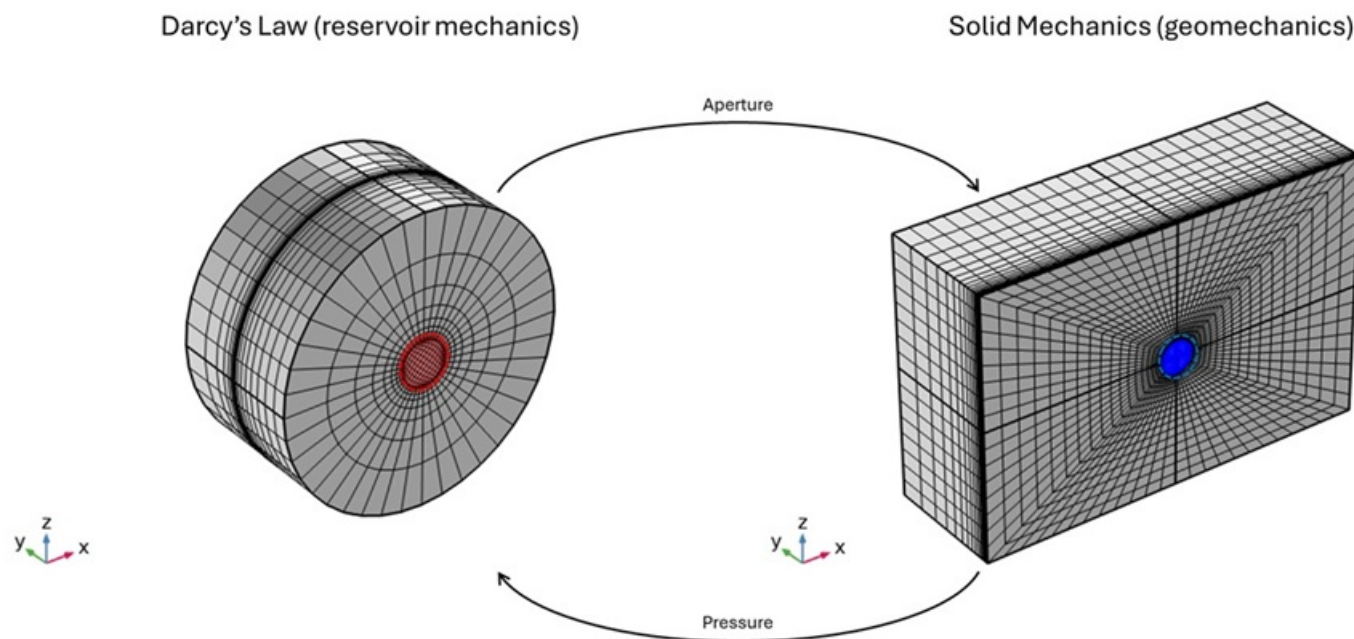 Darcy's Law (reservoir mechanics)
Solid Mechanics (geomechanics)
Aperture
z
y
x
z
y
x
Pressure